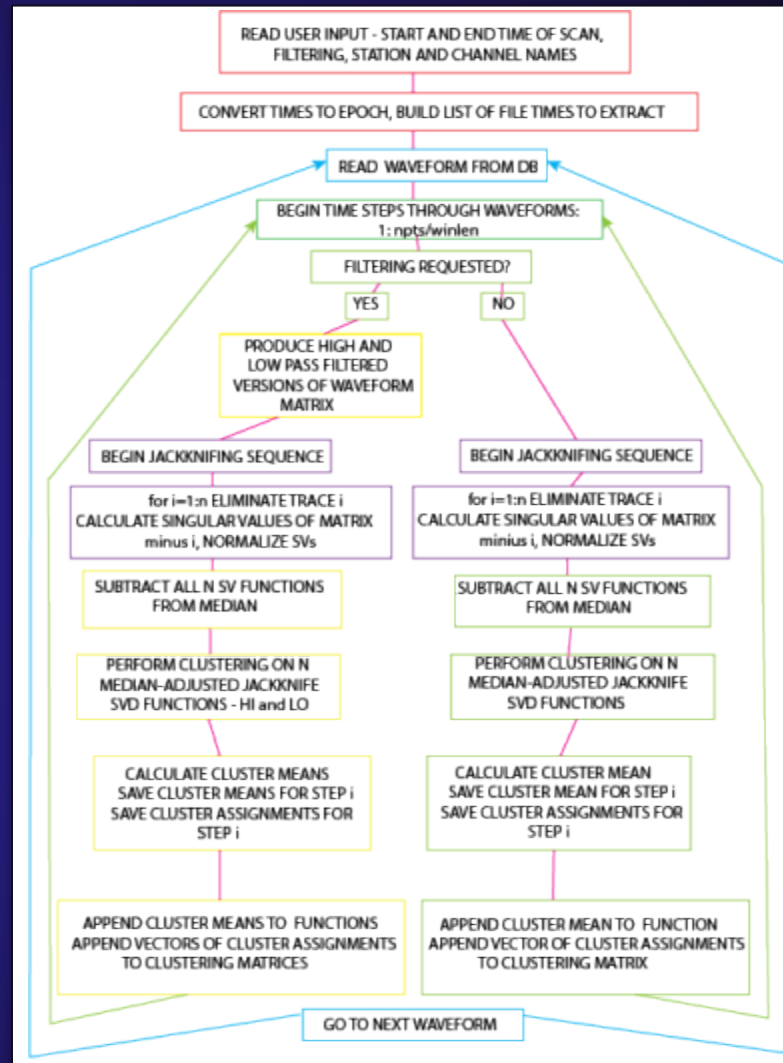 READ USER INPUT - START AND END TIME OF SCAN,
FILTERING, STATION AND CHANNEL NAMES
CONVERT TIMES TO EPOCH, BUILD LIST OF FILE TIMES TO EXTRACT
READ WAVEFORM FROM DB
BEGIN TIME STEPS THROUGH WAVEFORMS:
1: npts/winlen
FILTERING REQUESTED?
YES
NO
PRODUCE HIGH AND
LOW PASS FILTERED
VERSIONS OF WAVEFORM
MATRIX
BEGIN JACKKNIFING SEQUENCE
for i=1:n ELIMINATE TRACE i
CALCULATE SINGULAR VALUES OF MATRIX
minus i, NORMALIZE SVs
SUBTRACT ALL N SV FUNCTIONS
FROM MEDIAN
PERFORM CLUSTERING ON N
MEDIAN-ADJUSTED JACKKNIFE
SVD FUNCTIONS - HI and LO
CALCULATE CLUSTER MEANS
SAVE CLUSTER MEANS FOR STEP i
SAVE CLUSTER ASSIGNMENTS FOR
STEP i
APPEND CLUSTER MEANS TO FUNCTIONS
APPEND VECTORS OF CLUSTER ASSIGNMENTS
TO CLUSTERING MATRICES
BEGIN JACKKNIFING SEQUENCE
for i=1:n ELIMINATE TRACE i
CALCULATE SINGULAR VALUES OF MATRIX
minius i, NORMALIZE SVs
SUBTRACT ALL N SV FUNCTIONS
FROM MEDIAN
PERFORM CLUSTERING ON N
MEDIAN-ADJUSTED JACKKNIFE
SVD FUNCTIONS
CALCULATE CLUSTER MEAN
SAVE CLUSTER MEAN FOR STEP i
SAVE CLUSTER ASSIGNMENTS FOR
STEP i
APPEND CLUSTER MEAN TO FUNCTION
APPEND VECTOR OF CLUSTER ASSIGNMENTS
TO CLUSTERING MATRIX
GO TO NEXT WAVEFORM